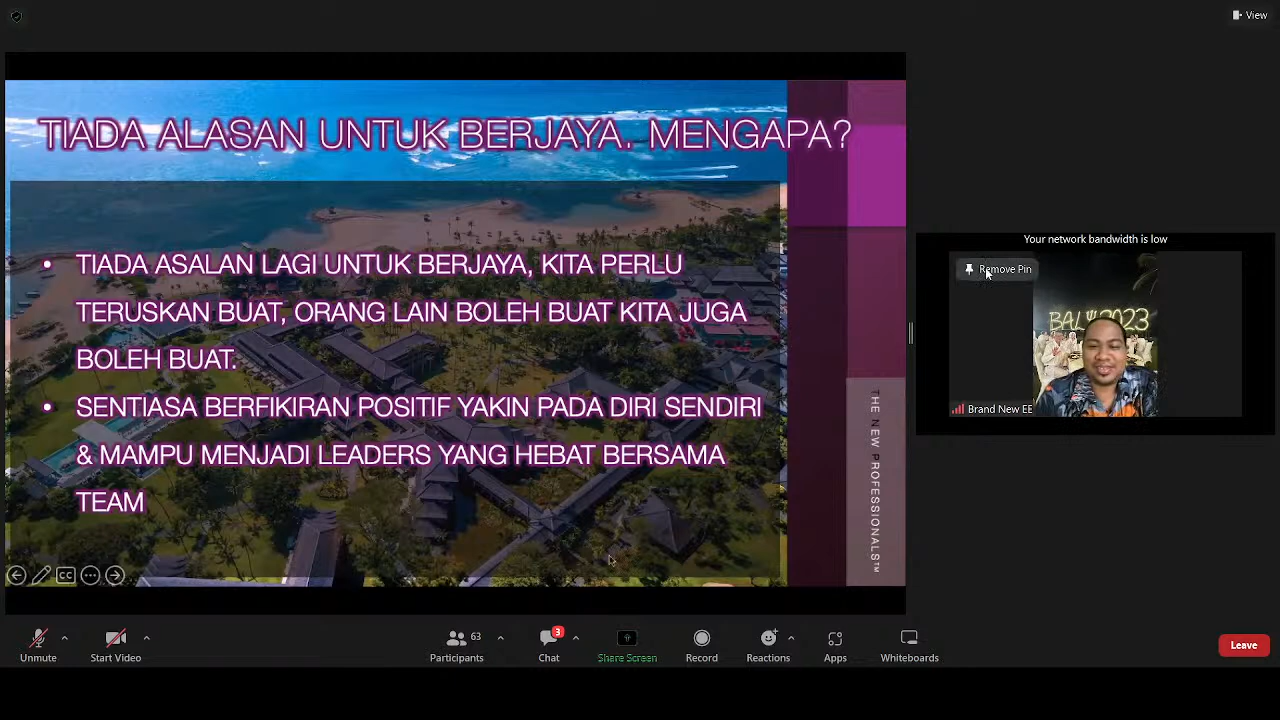 View
TIADA ALASAN UNTUK BERJAYA. MENGAPA?
• TIADA ASALAN LAGI UNTUK BERJAYA, KITA PERLU
TERUSKAN BUAT, ORANG LAIN BOLEH BUAT KITA JUGA
BOLEH BUAT.
• SENTIASA BERFIKIRAN POSITIF YAKIN PADA DIRI SENDIRI
& MAMPU MENJADI LEADERS YANG HEBAT BERSAMA
TEAM
THE NEW PROFESSIONALS™
CC
Your network bandwidth is low
Remove Pin
BALI 2023
Brand New EE
Unmute
Start Video
63
Participants
3
Chat
Share Screen
Record
Reactions
Apps
Whiteboards
Leave